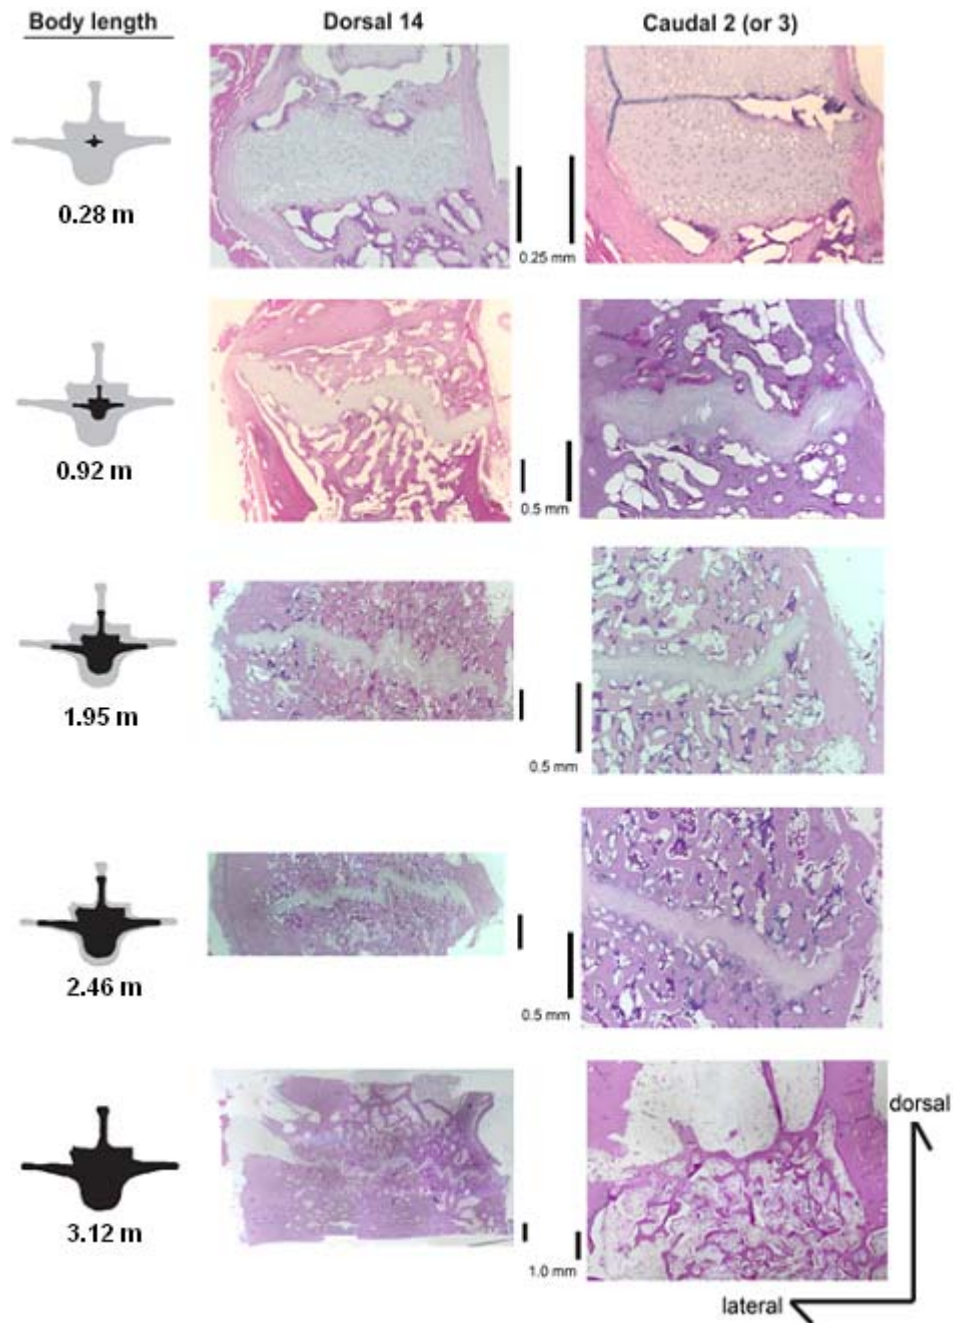 Body length
Dorsal 14
Caudal 2 (or 3)
0.28 m
0.25 mm
0.92 m
0.5 mm
1.95 m
0.5 mm
2.46 m
0.5 mm
3.12 m
1.0 mm
dorsal
lateral